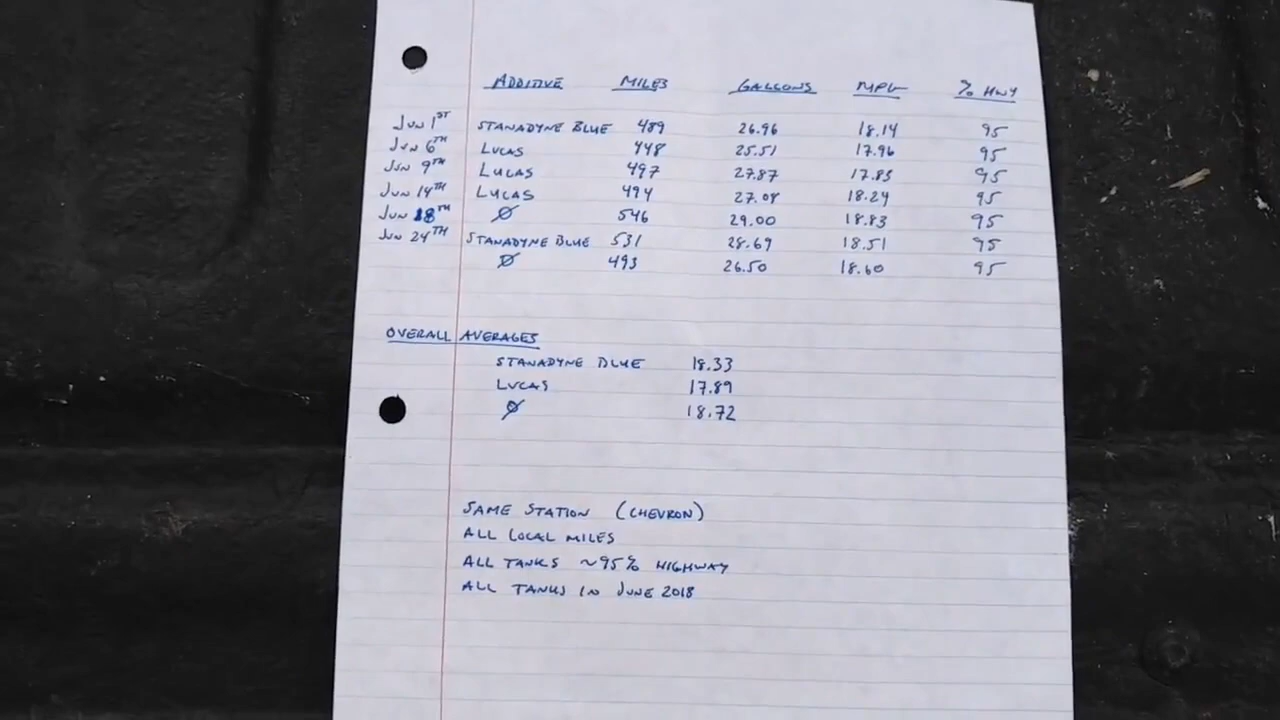 ADDITIVE MILES GALLONS MPG % HWY
JUN 1ST STANADYNE BLUE 489 26.96 18.14 95
JUN 6TH LUCAS 448 25.51 17.96 95
JUN 9TH LUCAS 497 27.87 17.83 95
JUN 14TH LUCAS 494 27.08 18.24 95
JUN 18TH Ø 546 29.00 18.83 95
JUN 24TH STANADYNE BLUE 531 28.69 18.51 95
Ø 493 26.50 18.60 95
OVERALL AVERAGES
STANADYNE BLUE 18.33
LUCAS 17.89
Ø 18.72
SAME STATION (CHEVRON)
ALL LOCAL MILES
ALL TANKS ~95% HIGHWAY
ALL TANKS IN JUNE 2018